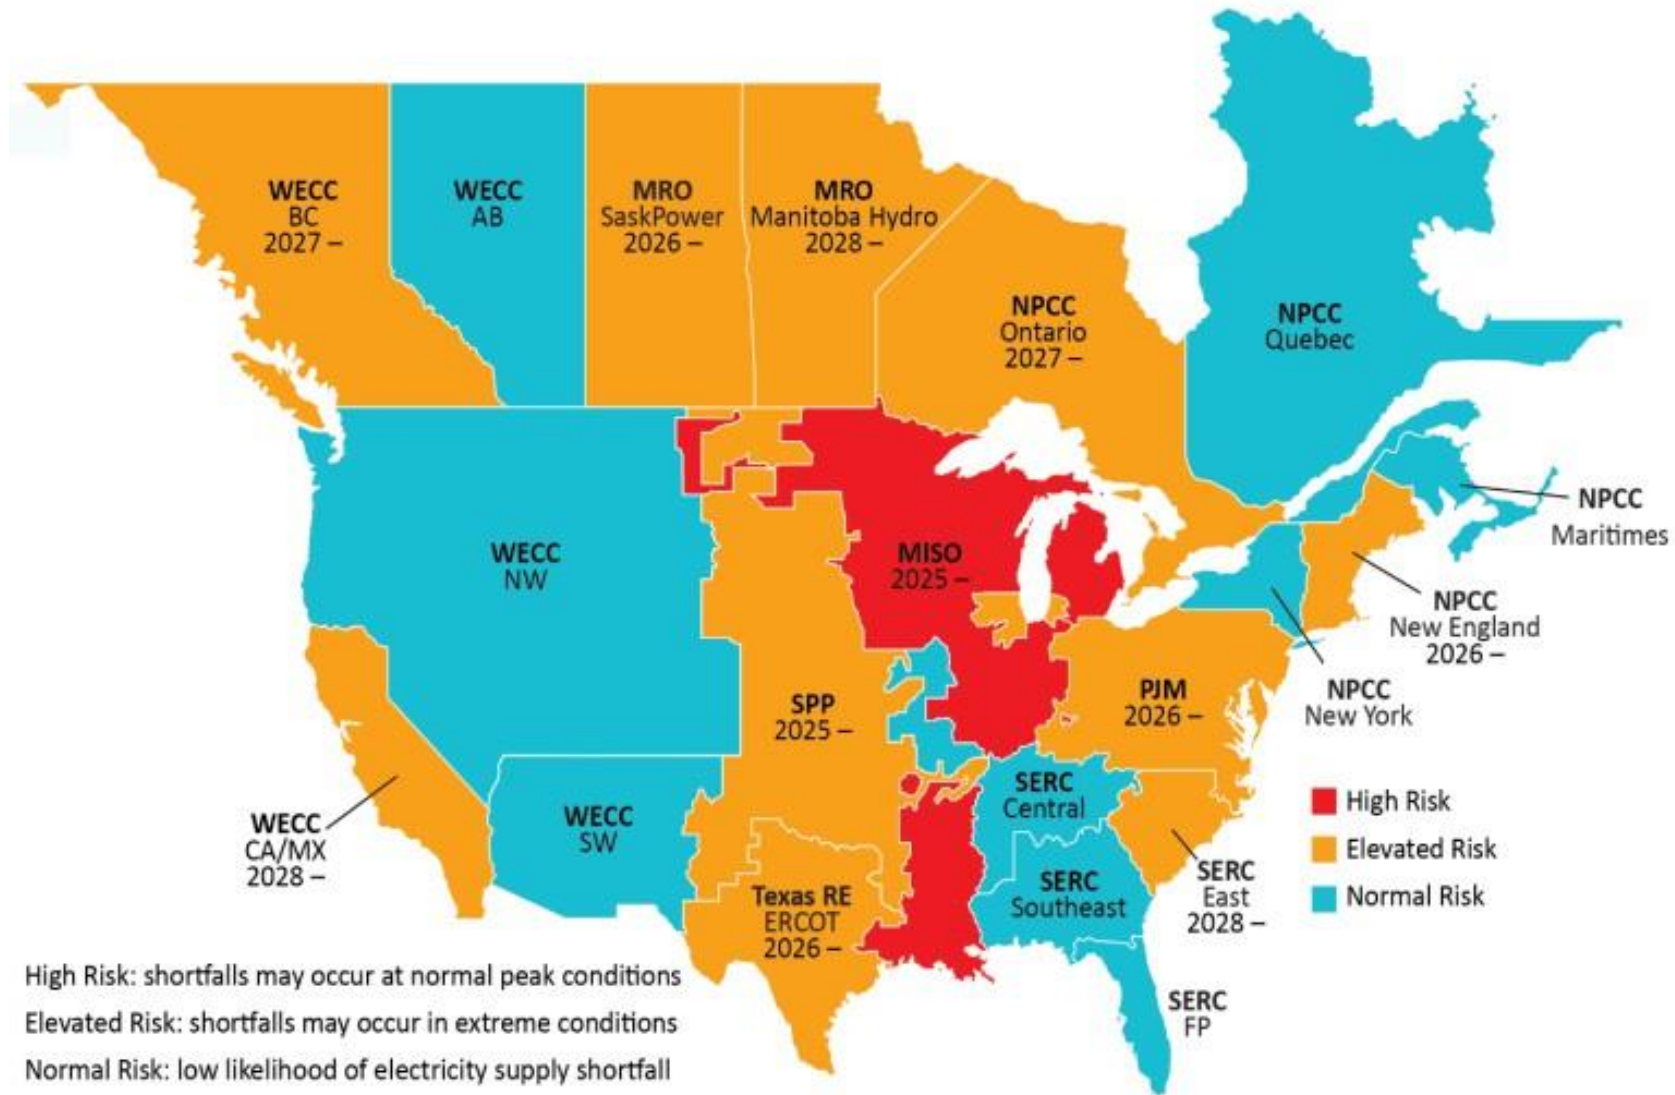 WECC
BC
2027 –
WECC
AB
MRO
SaskPower
2026 –
MRO
Manitoba Hydro
2028 –
NPCC
Ontario
2027 –
NPCC
Quebec
NPCC
Maritimes
WECC
NW
MISO
2025 –
NPCC
New England
2026 –
SPP
2025 –
PJM
2026 –
NPCC
New York
WECC
CA/MX
2028 –
WECC
SW
SERC
Central
SERC
East
2028 –
Texas RE
ERCOT
2026 –
SERC
Southeast
SERC
FP
High Risk
Elevated Risk
Normal Risk
High Risk: shortfalls may occur at normal peak conditions
Elevated Risk: shortfalls may occur in extreme conditions
Normal Risk: low likelihood of electricity supply shortfall